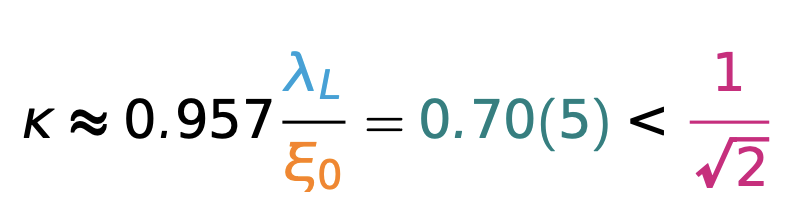 κ ≈ 0.957 λ_L / ξ_0 = 0.70(5) < 1 / √2